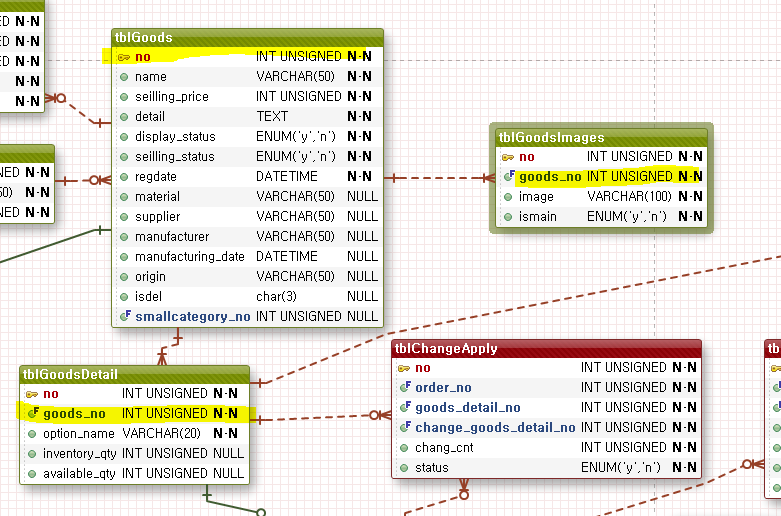 ED N-N
D N-N
ED N-N
N-N
N-N
tblGoods
no INT UNSIGNED N-N
name VARCHAR(50) N-N
seilling_price INT UNSIGNED N-N
detail TEXT N-N
display_status ENUM('y','n') N-N
seilling_status ENUM('y','n') N-N
regdate DATETIME N-N
material VARCHAR(50) NULL
supplier VARCHAR(50) NULL
manufacturer VARCHAR(50) NULL
manufacturing_date DATETIME NULL
origin VARCHAR(50) NULL
isdel char(3) NULL
smallcategory_no INT UNSIGNED NULL
NED N-N
50) N-N
NED N-N
tblGoodsImages
no INT UNSIGNED N-N
goods_no INT UNSIGNED N-N
image VARCHAR(100) N-N
ismain ENUM('y','n') N-N
tblGoodsDetail
no INT UNSIGNED N-N
goods_no INT UNSIGNED N-N
option_name VARCHAR(20) N-N
inventory_qty INT UNSIGNED NULL
available_qty INT UNSIGNED NULL
tblChangeApply
no INT UNSIGNED N-N
order_no INT UNSIGNED N-N
goods_detail_no INT UNSIGNED N-N
change_goods_detail_no INT UNSIGNED N-N
chang_cnt INT UNSIGNED N-N
status ENUM('y','n') N-N
tb